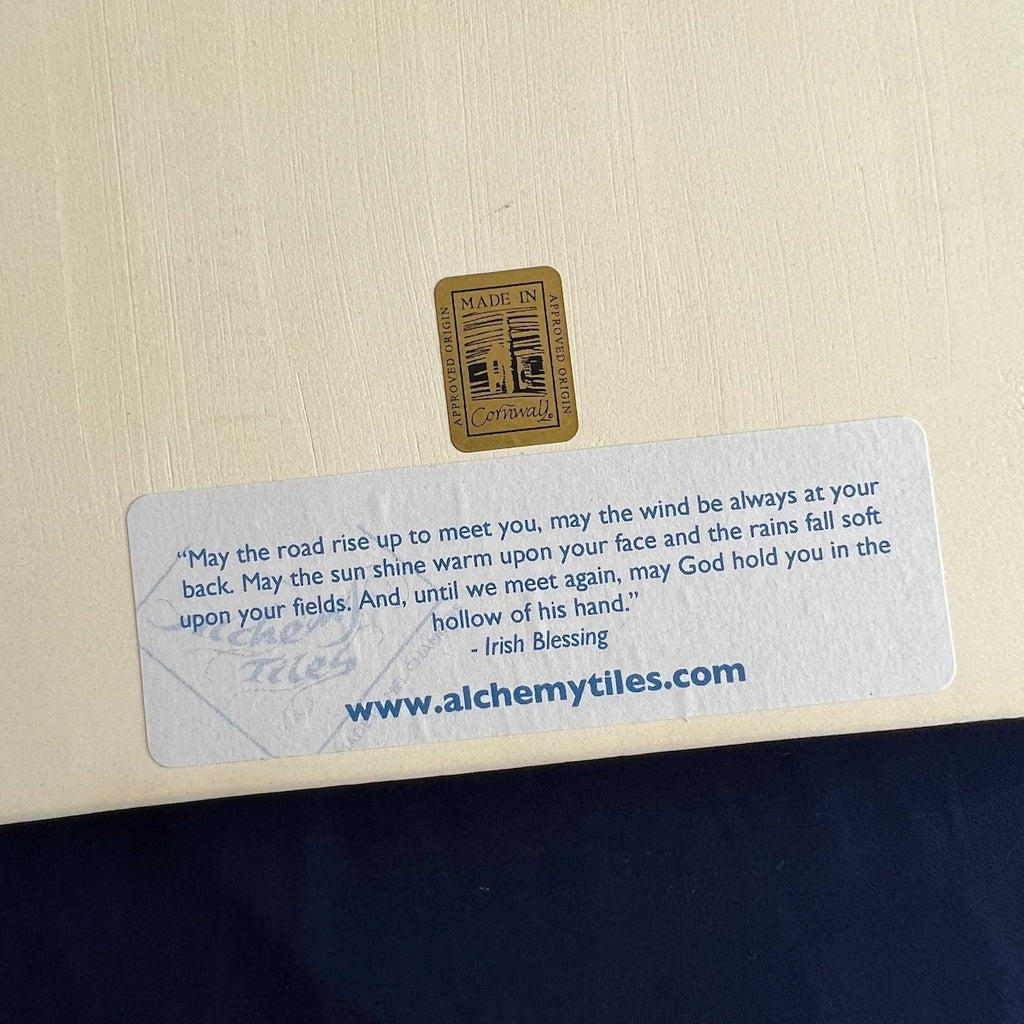 MADE IN
APPROVED ORIGIN
APPROVED ORIGIN
Cornwall
“May the road rise up to meet you, may the wind be always at your
back. May the sun shine warm upon your face and the rains fall soft
upon your fields. And, until we meet again, may God hold you in the
hollow of his hand.”
- Irish Blessing
Alchemy
Tiles
www.alchemytiles.com